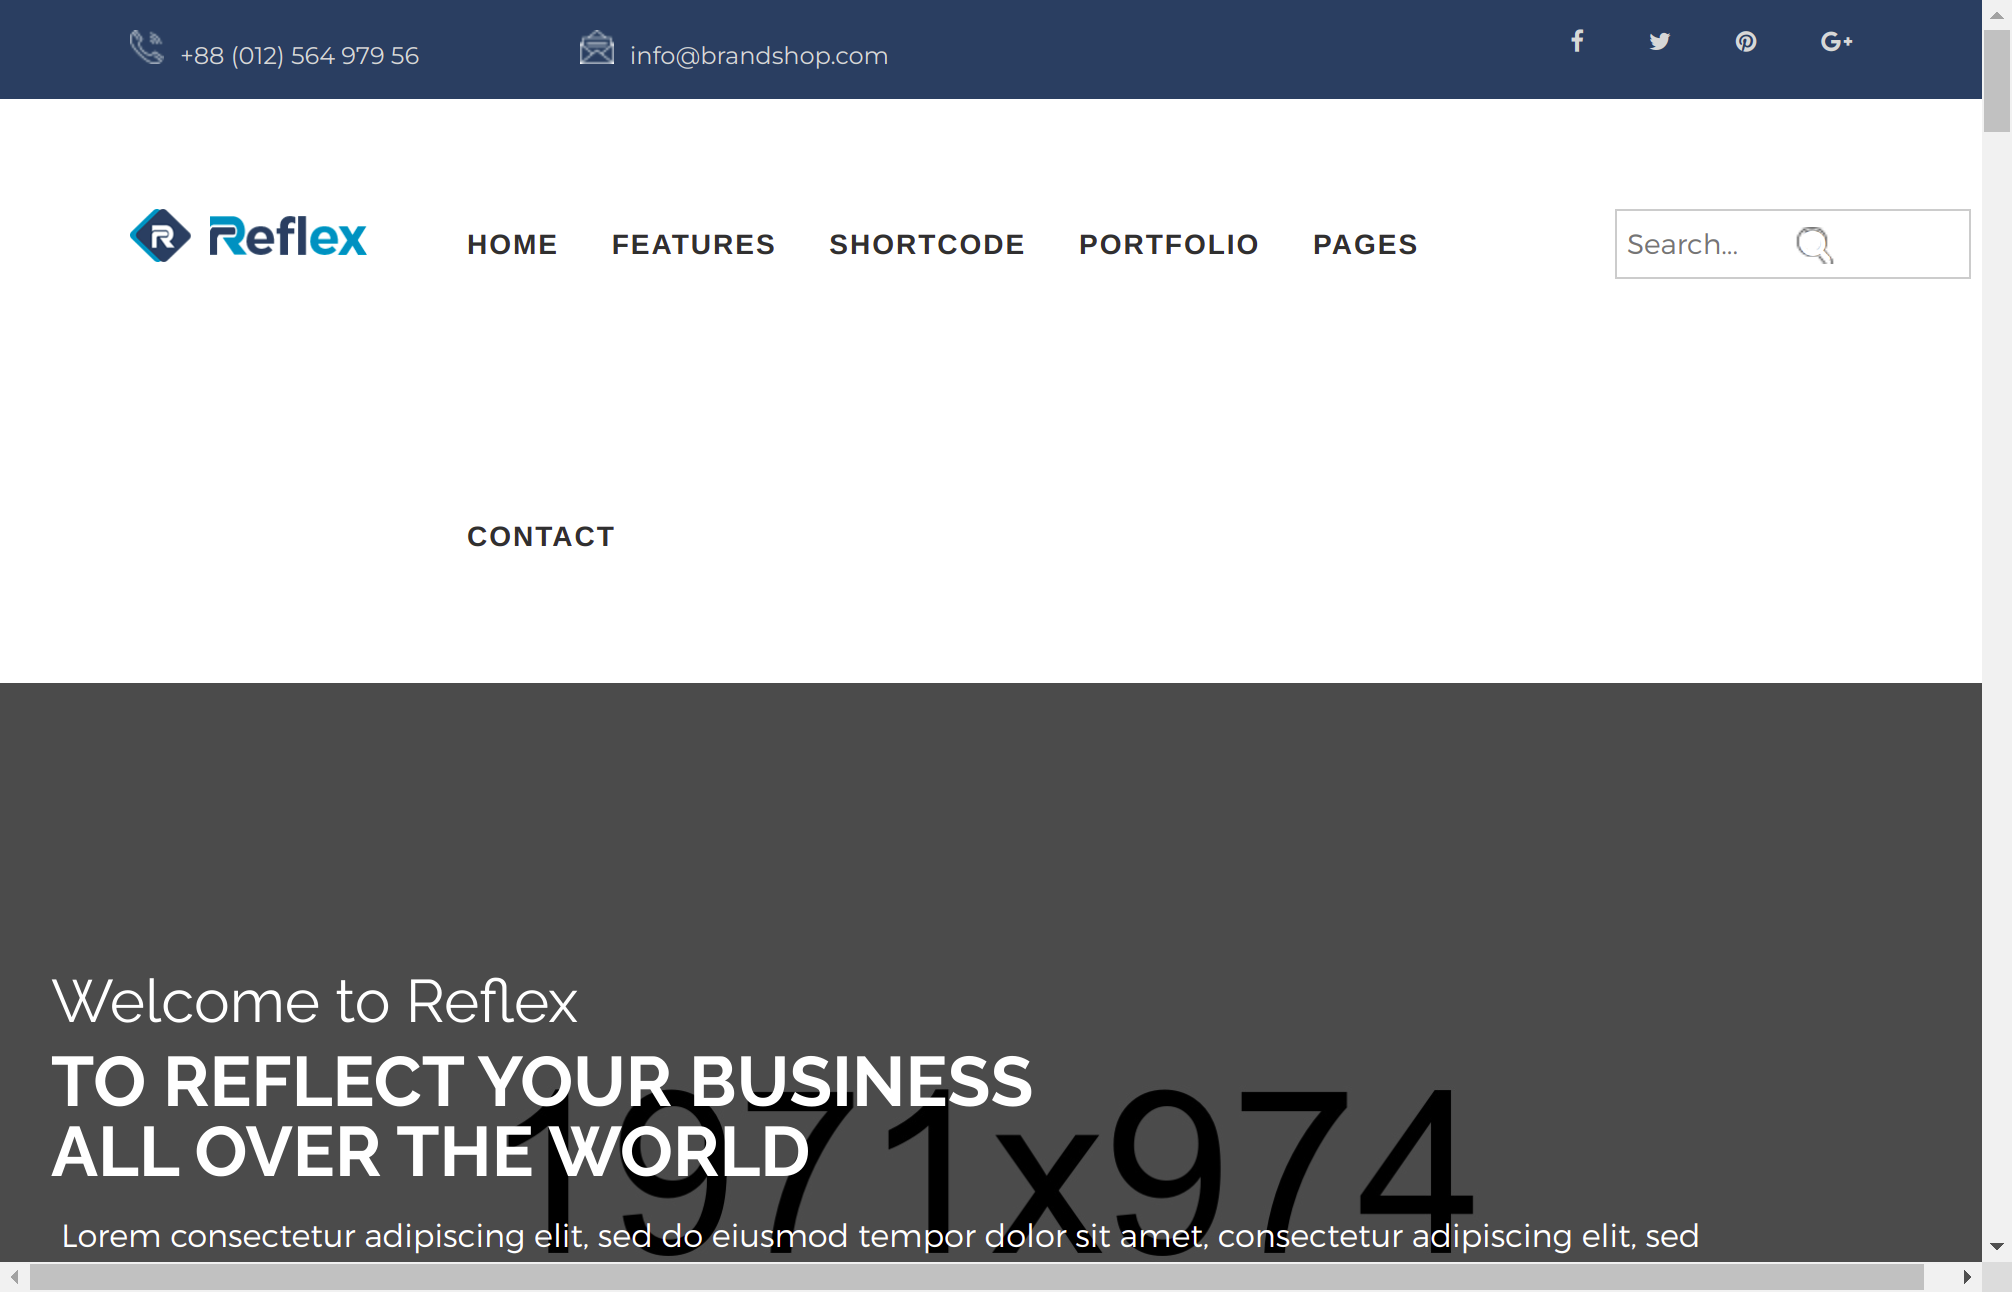 +88 (012) 564 979 56
info@brandshop.com
G+
Reflex
HOME FEATURES SHORTCODE PORTFOLIO PAGES
Search...
CONTACT
Welcome to Reflex
TO REFLECT YOUR BUSINESS
ALL OVER THE WORLD
1971x974
Lorem consectetur adipiscing elit, sed do eiusmod tempor dolor sit amet, consectetur adipiscing elit, sed